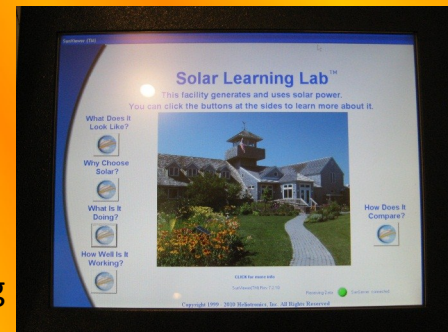 SunViewer (TM)
Solar Learning Lab™
This facility generates and uses solar power.
You can click the buttons at the sides to learn more about it.
What Does It
Look Like?
Why Choose
Solar?
What Is It
Doing?
How Well Is It
Working?
How Does It
Compare?
CLICK for more info
Copyright 1999 - 2010 Heliotronics, Inc. All Rights Reserved
g